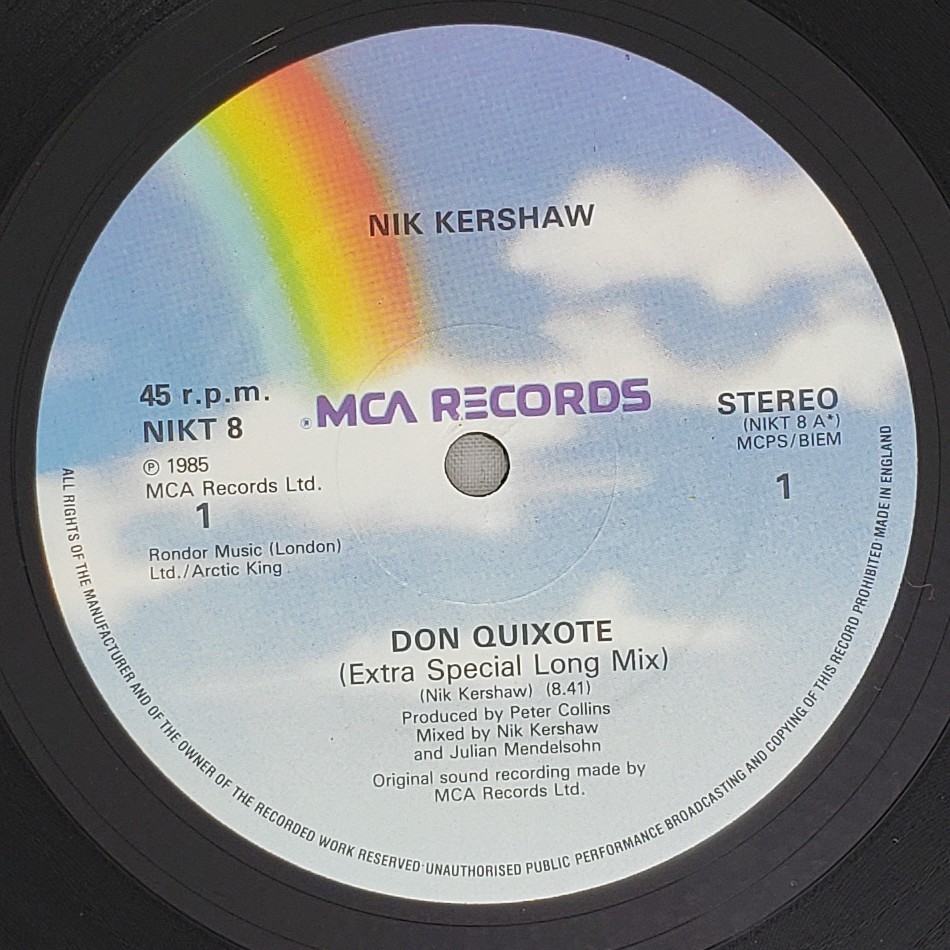 NIK KERSHAW
45 r.p.m.
NIKT 8
℗ 1985
MCA Records Ltd.
1
Rondor Music (London)
Ltd./Arctic King
® MCA RECORDS
STEREO
(NIKT 8 A*)
MCPS/BIEM
1
DON QUIXOTE
(Extra Special Long Mix)
(Nik Kershaw) (8.41)
Produced by Peter Collins
Mixed by Nik Kershaw
and Julian Mendelsohn
Original sound recording made by
MCA Records Ltd.
ALL RIGHTS OF THE MANUFACTURER AND OF THE OWNER OF THE RECORDED WORK RESERVED·UNAUTHORISED PUBLIC PERFORMANCE BROADCASTING AND COPYING OF THIS RECORD PROHIBITED·MADE IN ENGLAND